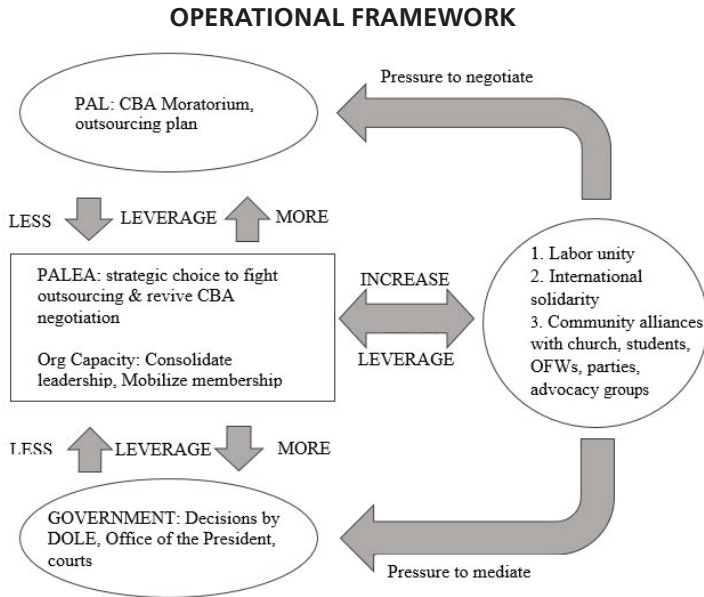 OPERATIONAL FRAMEWORK
Pressure to negotiate
PAL: CBA Moratorium,
outsourcing plan
LESS LEVERAGE MORE
PALEA: strategic choice to fight
outsourcing & revive CBA
negotiation
Org Capacity: Consolidate
leadership, Mobilize membership
INCREASE
LEVERAGE
1. Labor unity
2. International
solidarity
3. Community alliances
with church, students,
OFWs, parties,
advocacy groups
LESS LEVERAGE MORE
GOVERNMENT: Decisions by
DOLE, Office of the President,
courts
Pressure to mediate